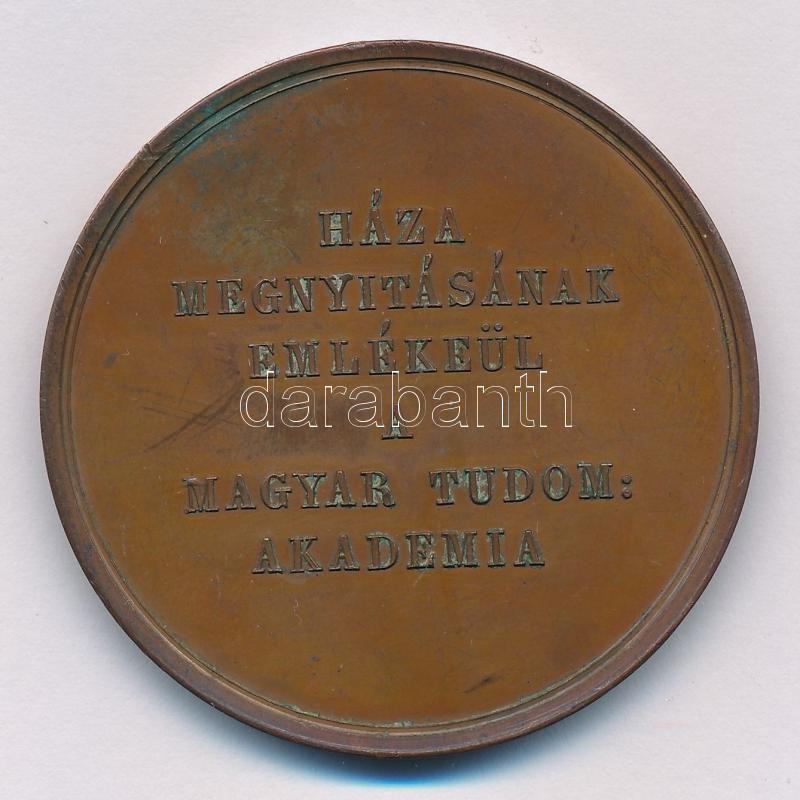 HÁZA
MEGNYITÁSÁNAK
EMLÉKEÜL
darabanth
A
MAGYAR TUDOM:
AKADEMIA